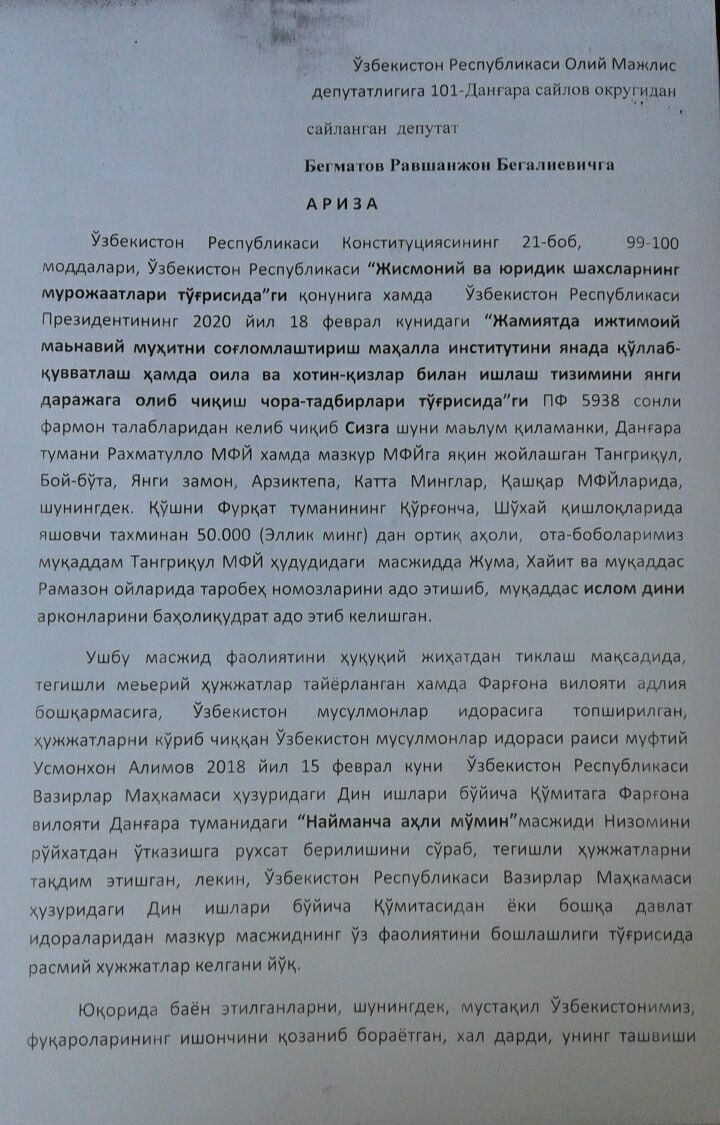 Ўзбекистон Республикаси Олий Мажлис
депутатлигига 101-Данғара сайлов округидан
сайланган депутат
Бегматов Равшанжон Бегалиевичга
А Р И З А
Ўзбекистон Республикаси Конституциясининг 21-боб, 99-100
моддалари, Ўзбекистон Республикаси “Жисмоний ва юридик шахсларнинг
мурожаатлари тўғрисида”ги қонунига хамда Ўзбекистон Республикаси
Президентининг 2020 йил 18 феврал кунидаги “Жамиятда ижтимоий
маьнавий муҳитни соғломлаштириш маҳалла институтини янада қўллаб-
қувватлаш ҳамда оила ва хотин-қизлар билан ишлаш тизимини янги
даражага олиб чиқиш чора-тадбирлари тўғрисида”ги ПФ 5938 сонли
фармон талабларидан келиб чиқиб Сизга шуни маьлум қиламанки, Данғара
тумани Рахматулло МФЙ хамда мазкур МФЙга яқин жойлашган Тангриқул,
Бой-бўта, Янги замон, Арзиктепа, Катта Минглар, Қашқар МФЙларида,
шунингдек. Қўшни Фурқат туманининг Қўрғонча, Шўхай қишлоқларида
яшовчи тахминан 50.000 (Эллик минг) дан ортиқ аҳоли, ота-боболаримиз
муқаддам Тангриқул МФЙ ҳудудидаги масжидда Жума, Хайит ва муқаддас
Рамазон ойларида таробеҳ номозларини адо этишиб, муқаддас ислом дини
арконларини баҳолиқудрат адо этиб келишган.
Ушбу масжид фаолиятини ҳуқуқий жиҳатдан тиклаш мақсадида,
тегишли меьерий ҳужжатлар тайёрланган хамда Фарғона вилояти адлия
бошқармасига, Ўзбекистон мусулмонлар идорасига топширилган,
ҳужжатларни кўриб чиққан Ўзбекистон мусулмонлар идораси раиси муфтий
Усмонхон Алимов 2018 йил 15 феврал куни Ўзбекистон Республикаси
Вазирлар Маҳкамаси ҳузуридаги Дин ишлари бўйича Қўмитага Фарғона
вилояти Данғара туманидаги “Найманча аҳли мўмин”масжиди Низомини
рўйхатдан ўтказишга рухсат берилишини сўраб, тегишли ҳужжатларни
тақдим этишган, лекин, Ўзбекистон Республикаси Вазирлар Маҳкамаси
ҳузуридаги Дин ишлари бўйича Қўмитасидан ёки бошқа давлат
идораларидан мазкур масжиднинг ўз фаолиятини бошлашлиги тўғрисида
расмий хужжатлар келгани йўқ.
Юқорида баён этилганларни, шунингдек, мустақил Ўзбекистонимиз,
фуқароларининг ишончини қозаниб бораётган, хал дарди, унинг ташвиши